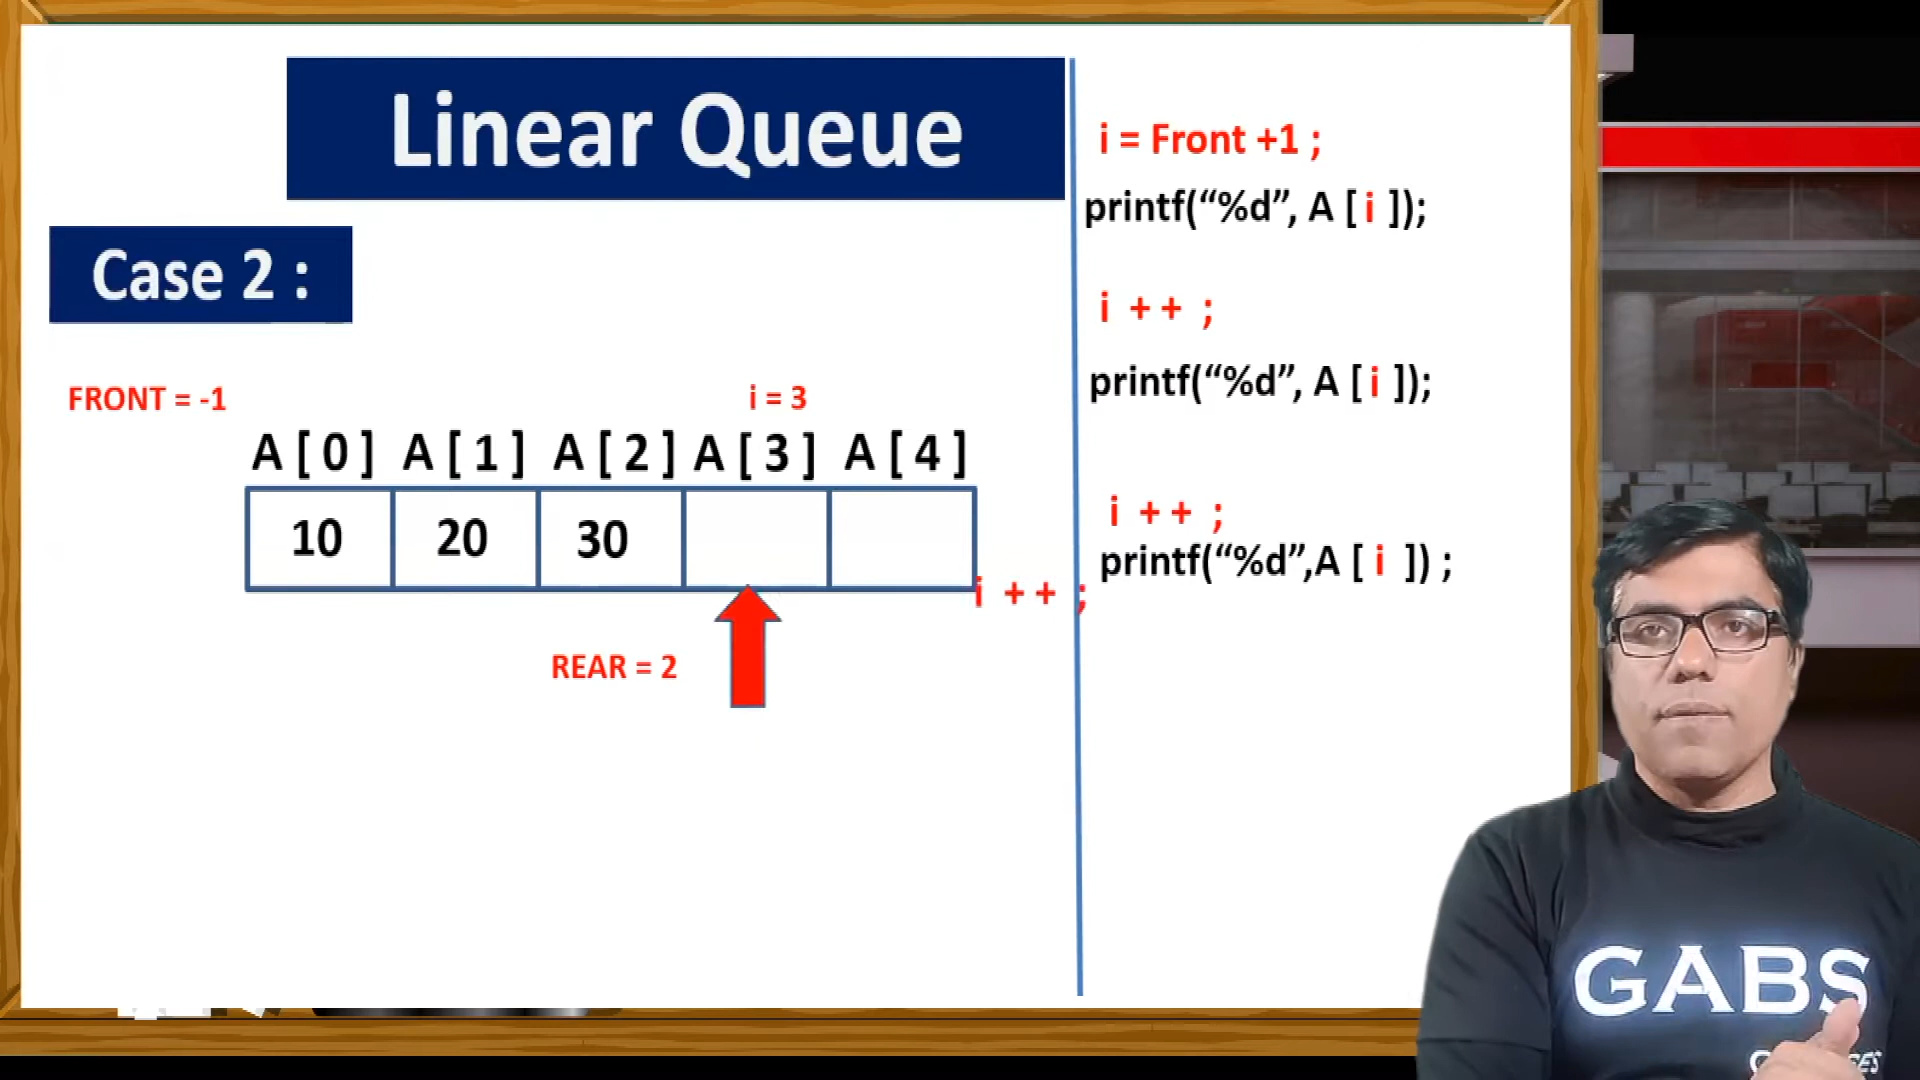 Linear Queue
Case 2 :
FRONT = -1
i = 3
A [ 0 ] A [ 1 ] A [ 2 ] A [ 3 ] A [ 4 ]
10 20 30
i + + ;
REAR = 2
i = Front +1 ;
printf(“%d”, A [ i ]);
i + + ;
printf(“%d”, A [ i ]);
i + + ;
printf(“%d”,A [ i ]) ;
GABS